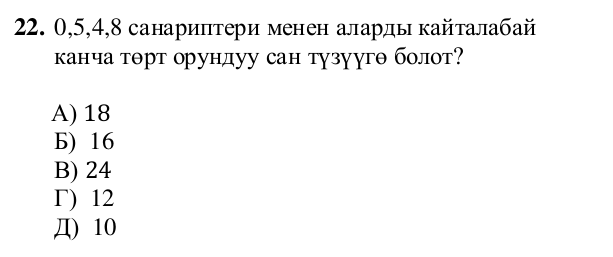 22. 0,5,4,8 санариптери менен аларды кайталабай
канча төрт орундуу сан түзүүгө болот?
А) 18
Б) 16
В) 24
Г) 12
Д) 10